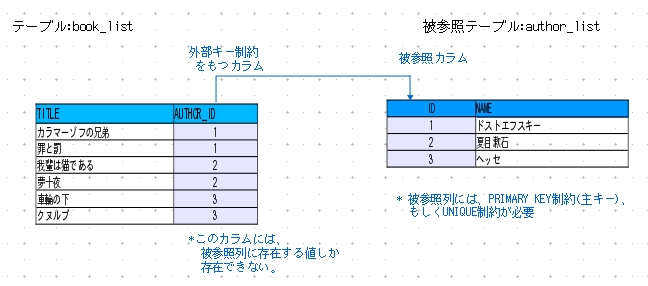 テーブル:book_list
被参照テーブル:author_list
外部ギー制約
をもつカラム
被参照カラム
TITLE AUTHOR_ID
カラマーゾフの兄弟 1
罪と罰 1
我輩は猫である 2
夢十夜 2
車輪の下 3
クヌルプ 3
ID NAME
1 ドストエフスキー
2 夏目漱石
3 ヘッセ
* 被参照列には、PRIMARY KEY制約(主キー)、
もしくUNIQUE制約が必要
*このカラムには、
被参照列に存在する値しか
存在できない。